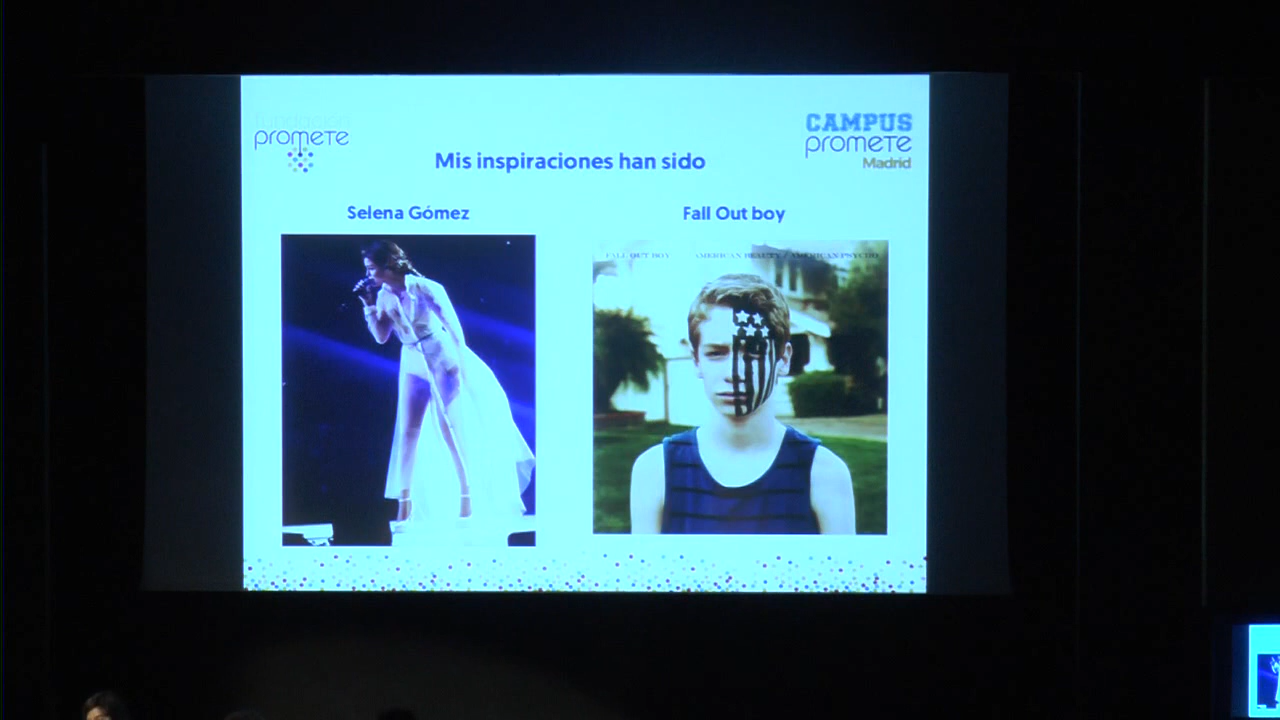 fundación
promete
CAMPUS
promete
Madrid
Mis inspiraciones han sido
Selena Gómez
Fall Out boy
FALL OUT BOY AMERICAN BEAUTY / AMERICAN PSYCHO